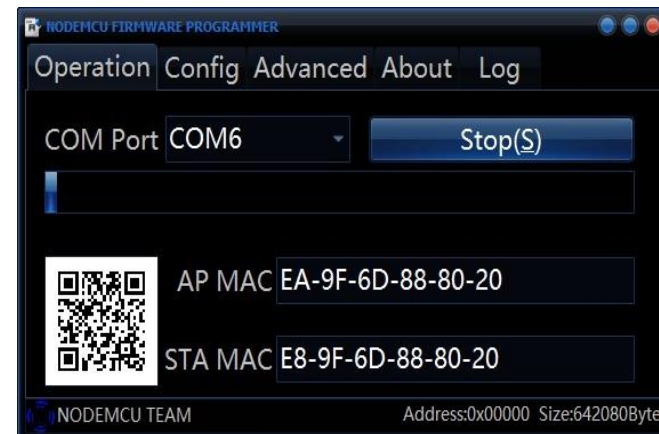 NODEMCU FIRMWARE PROGRAMMER
Operation Config Advanced About Log
COM Port COM6 Stop(S)
AP MAC EA-9F-6D-88-80-20
STA MAC E8-9F-6D-88-80-20
NODEMCU TEAM Address:0x00000 Size:642080Byte